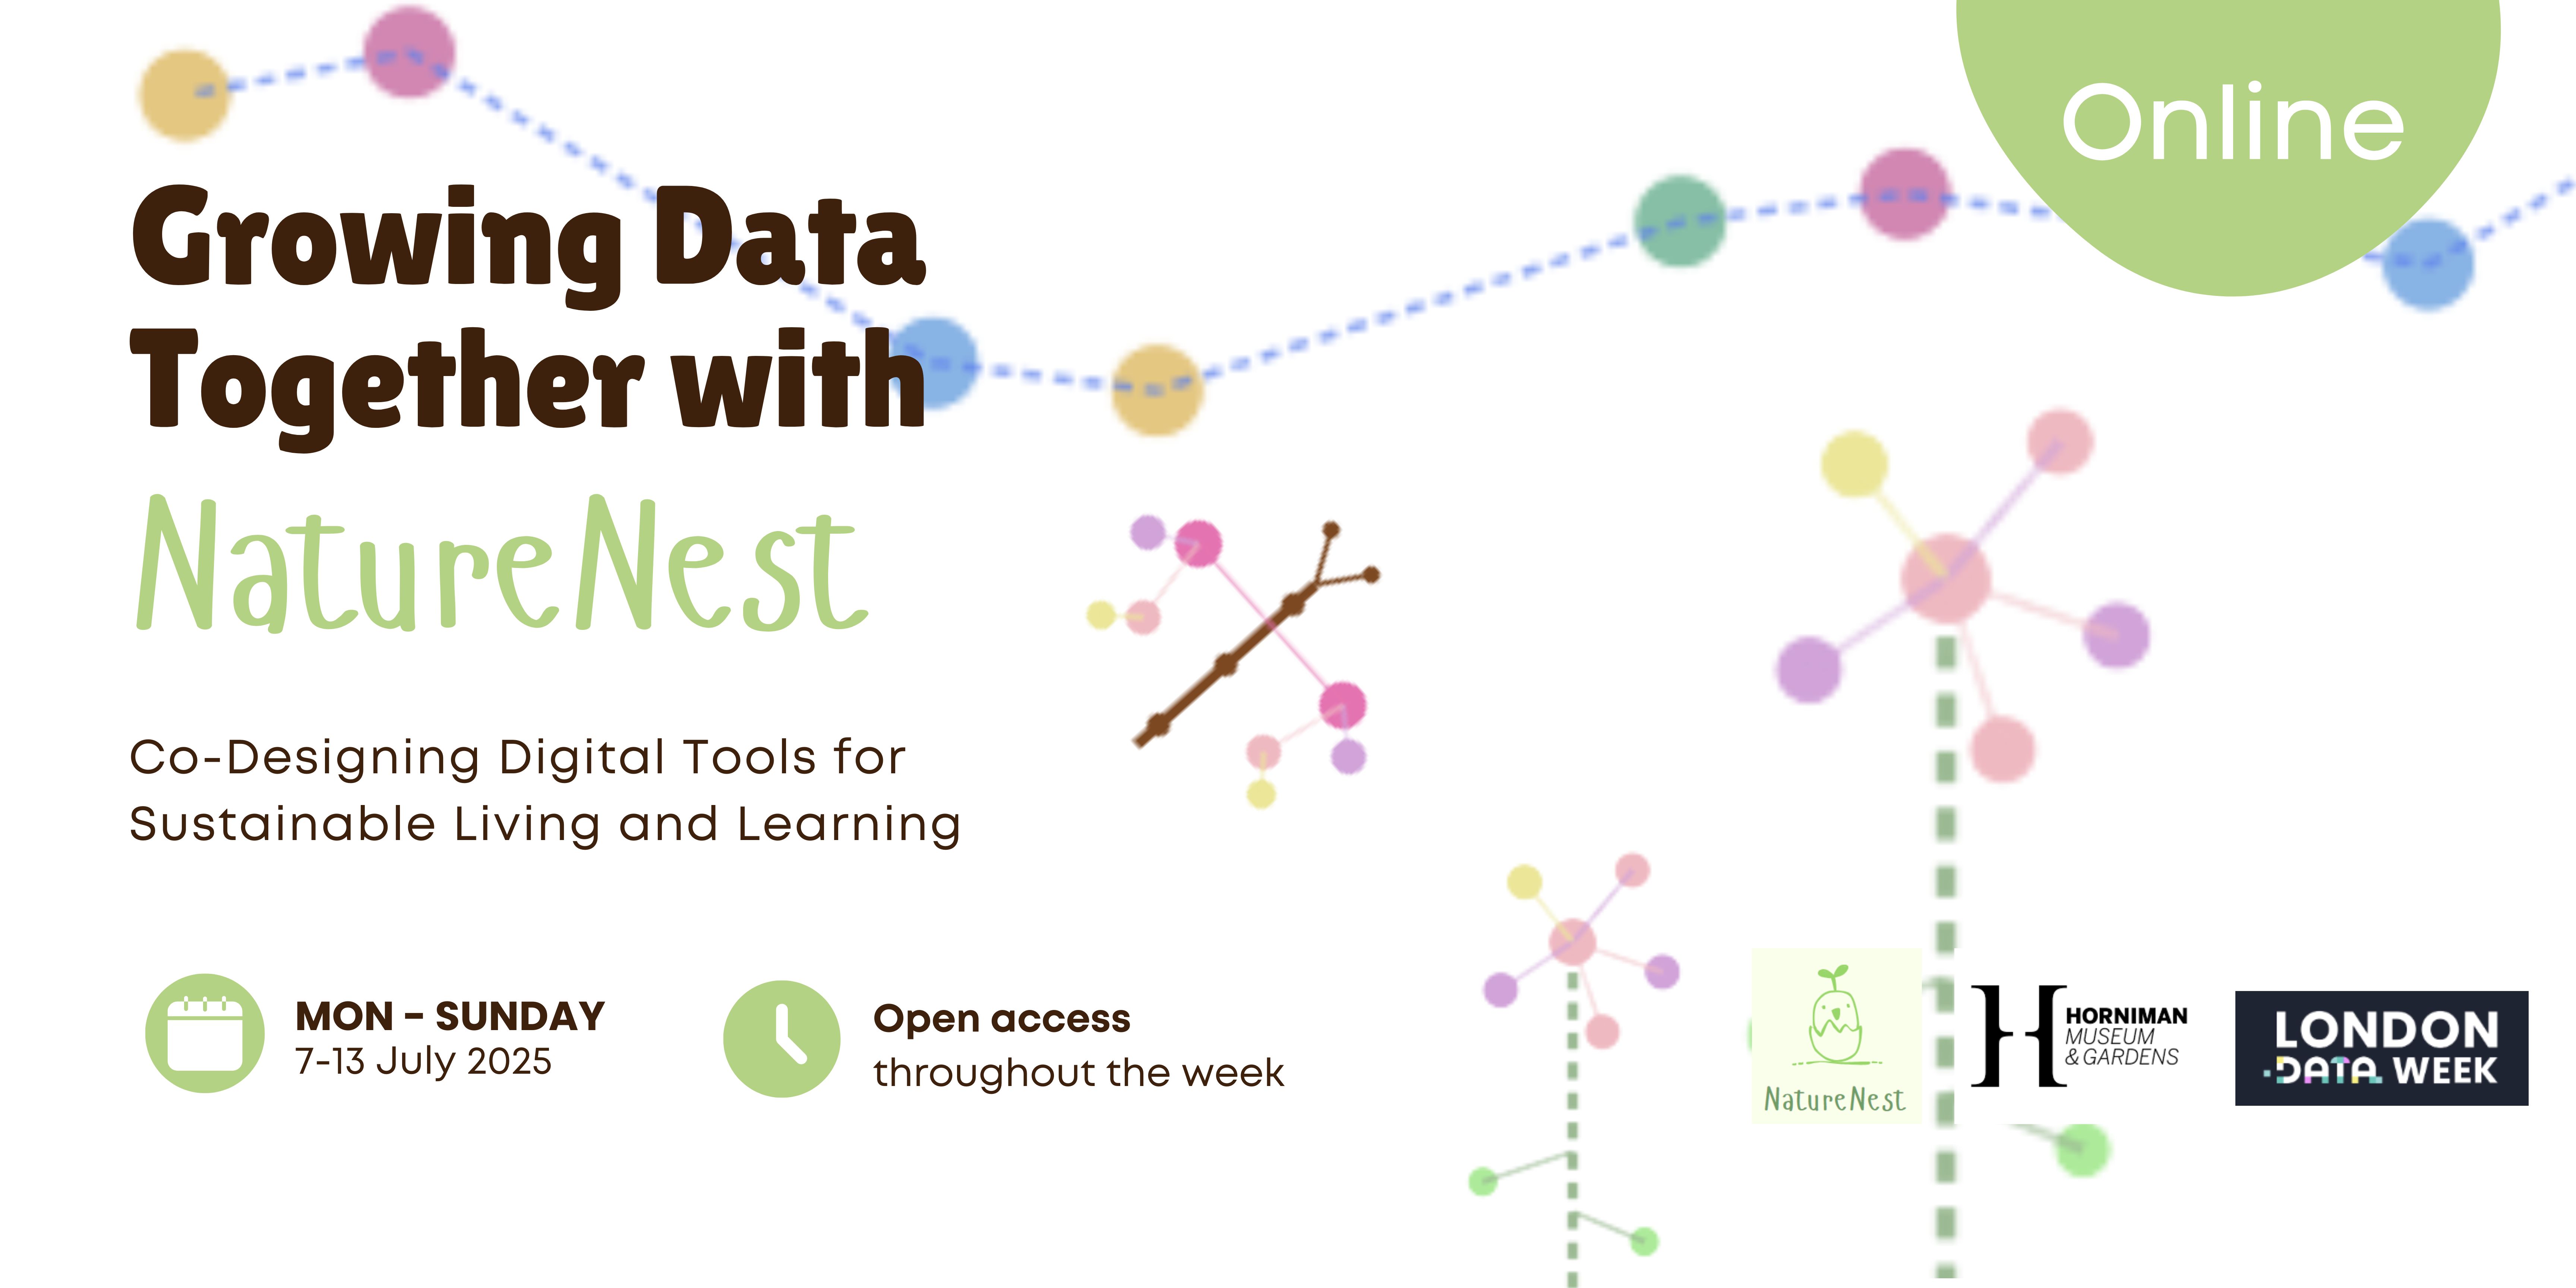 Online
Growing Data
Together with
NatureNest
Co-Designing Digital Tools for
Sustainable Living and Learning
MON - SUNDAY
7-13 July 2025
Open access
throughout the week
NatureNest
HORNIMAN
MUSEUM
& GARDENS
LONDON
DATA WEEK